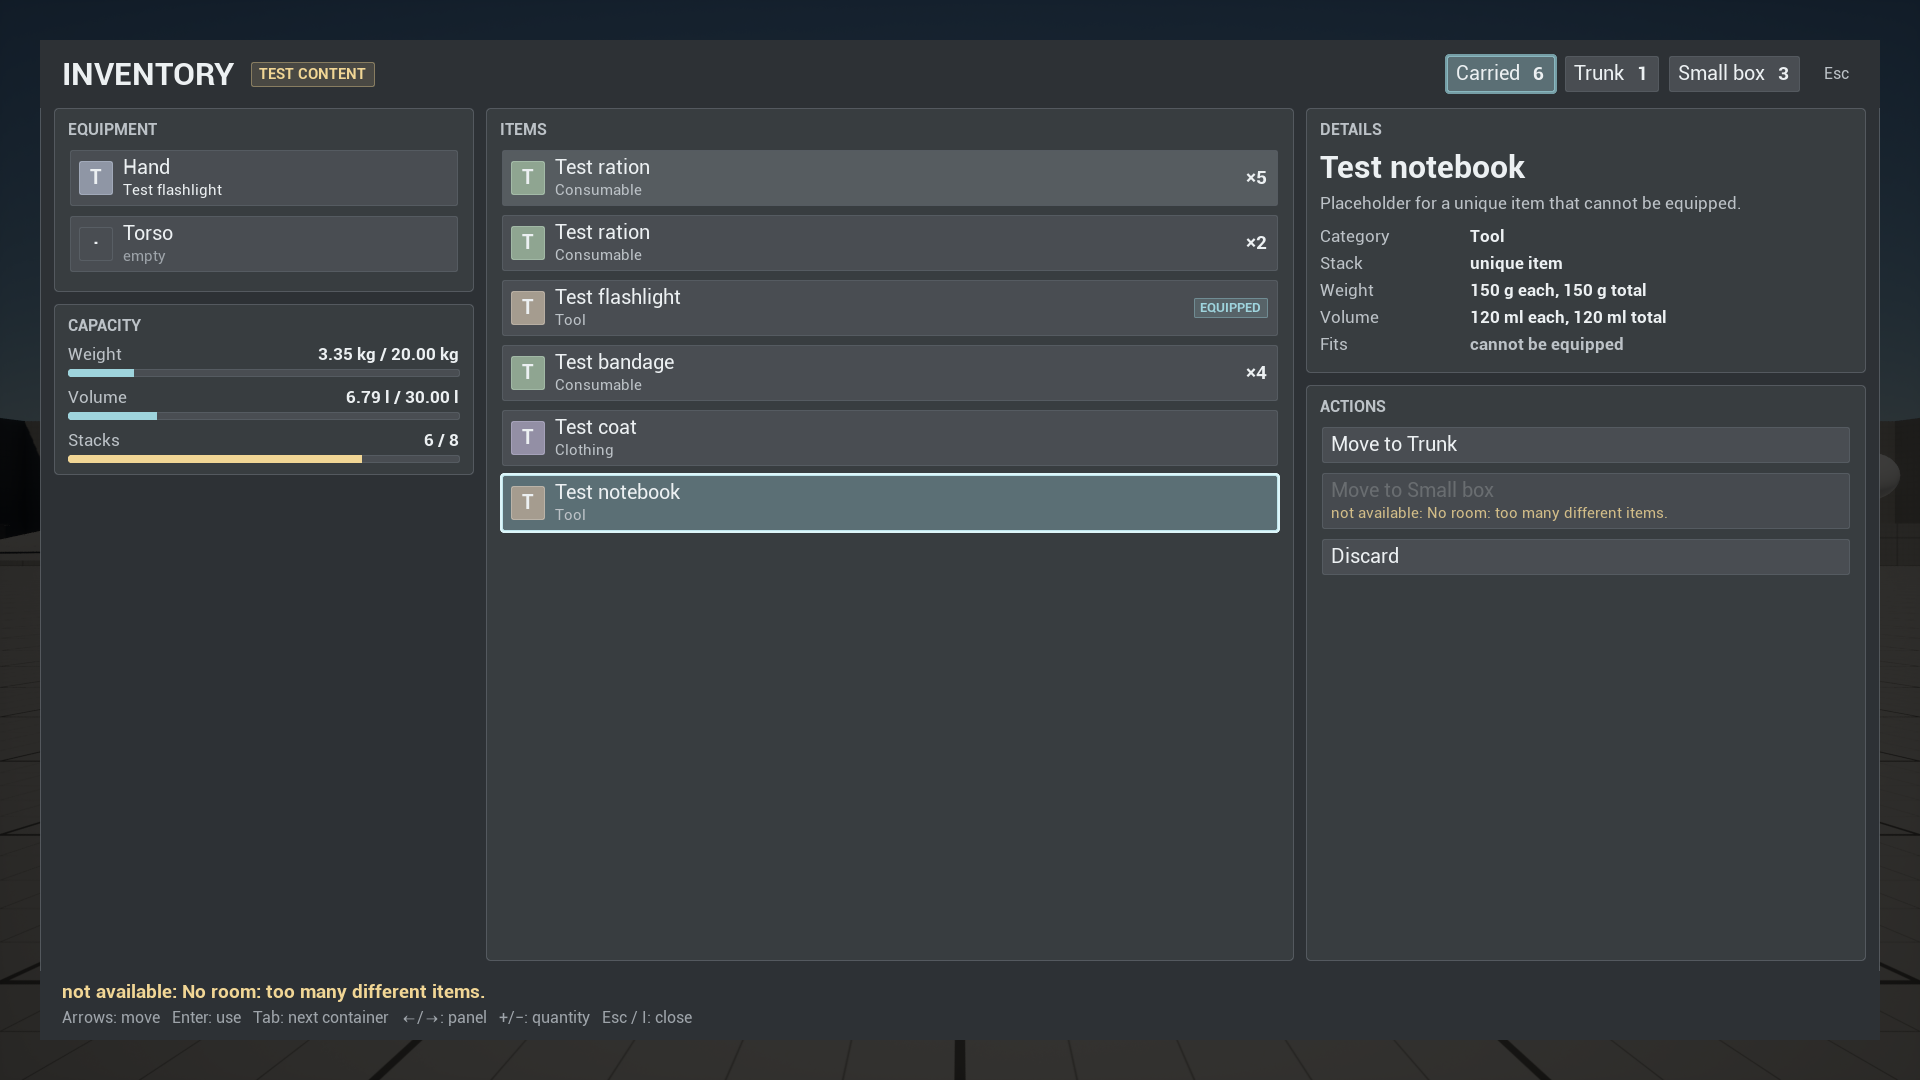 INVENTORY TEST CONTENT
Carried 6 Trunk 1 Small box 3 Esc
EQUIPMENT
T Hand
Test flashlight
Torso
empty
CAPACITY
Weight 3.35 kg / 20.00 kg
Volume 6.79 l / 30.00 l
Stacks 6 / 8
ITEMS
T Test ration ×5
Consumable
T Test ration ×2
Consumable
T Test flashlight EQUIPPED
Tool
T Test bandage ×4
Consumable
T Test coat
Clothing
T Test notebook
Tool
DETAILS
Test notebook
Placeholder for a unique item that cannot be equipped.
Category Tool
Stack unique item
Weight 150 g each, 150 g total
Volume 120 ml each, 120 ml total
Fits cannot be equipped
ACTIONS
Move to Trunk
Move to Small box
not available: No room: too many different items.
Discard
not available: No room: too many different items.
Arrows: move Enter: use Tab: next container ←/→: panel +/−: quantity Esc / I: close